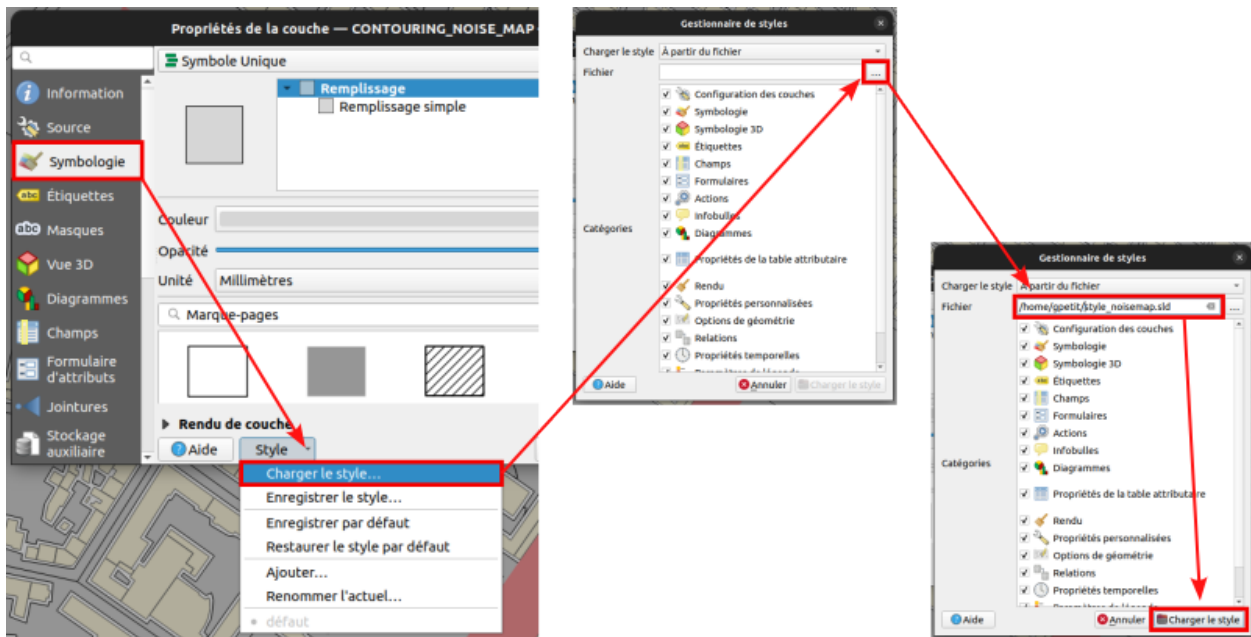 Propriétés de la couche — CONTOURING_NOISE_MAP
Symbole Unique
Information
Source
Symbologie
Étiquettes
Masques
Vue 3D
Diagrammes
Champs
Formulaire
d'attributs
Jointures
Stockage
auxiliaire
Remplissage
Remplissage simple
Couleur
Opacité
Unité Millimètres
Marque-pages
Rendu de couche
Aide Style
Charger le style...
Enregistrer le style...
Enregistrer par défaut
Restaurer le style par défaut
Ajouter...
Renommer l'actuel...
défaut
Gestionnaire de styles
Charger le style À partir du fichier
Fichier ...
Configuration des couches
Symbologie
Symbologie 3D
Étiquettes
Champs
Formulaires
Actions
Infobulles
Catégories
Diagrammes
Propriétés de la table attributaire
Rendu
Propriétés personnalisées
Options de géométrie
Relations
Propriétés temporelles
Paramètres de légende
Aide Annuler Charger le style
Gestionnaire de styles
Charger le style À partir du fichier
Fichier /home/gpetit/style_noisemap.sld ...
Configuration des couches
Symbologie
Symbologie 3D
Étiquettes
Champs
Formulaires
Actions
Infobulles
Catégories
Diagrammes
Propriétés de la table attributaire
Rendu
Propriétés personnalisées
Options de géométrie
Relations
Propriétés temporelles
Paramètres de légende
Aide Annuler Charger le style